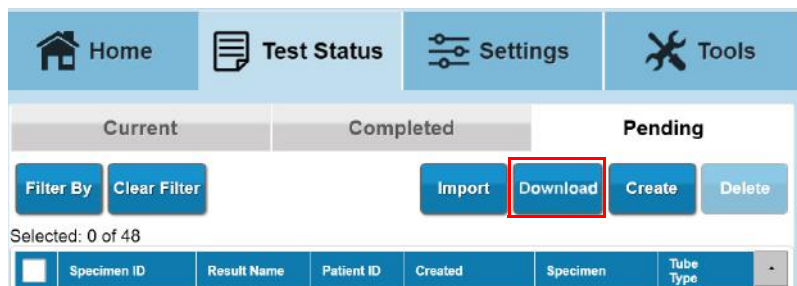 Home Test Status Settings Tools
Current Completed Pending
Filter By Clear Filter Import Download Create Delete
Selected: 0 of 48
Specimen ID Result Name Patient ID Created Specimen Tube
Type